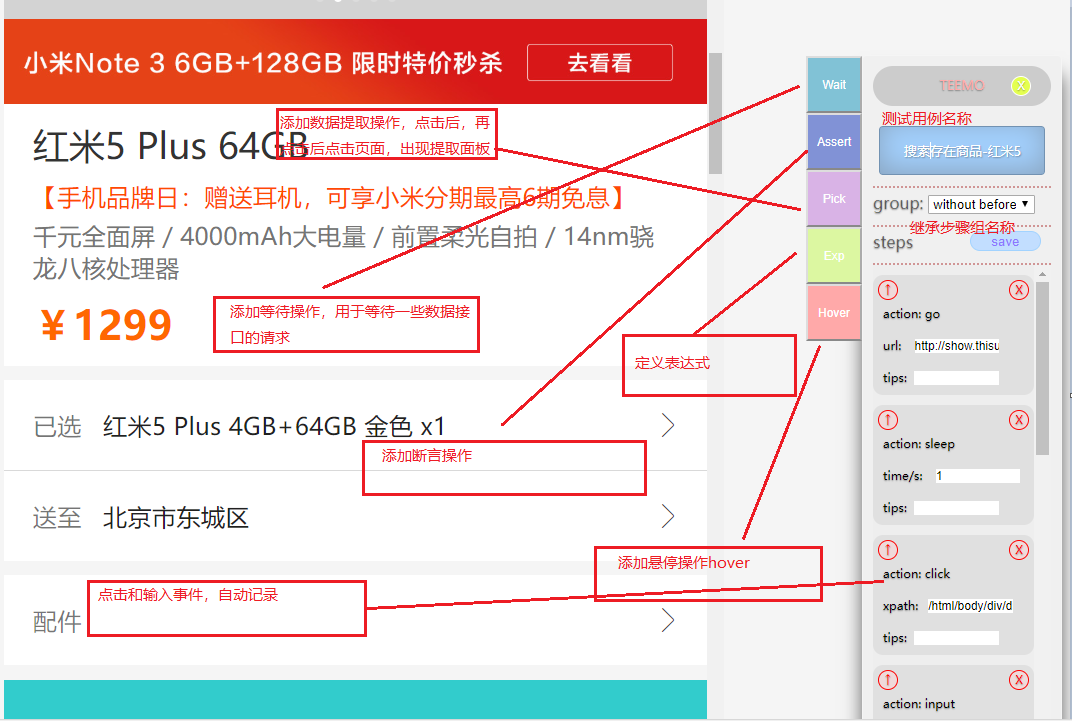 小米Note 3 6GB+128GB 限时特价秒杀
去看看
添加数据提取操作，点击后，再
点击后点击页面，出现提取面板
红米5 Plus 64GB
【手机品牌日：赠送耳机，可享小米分期最高6期免息】
千元全面屏 / 4000mAh大电量 / 前置柔光自拍 / 14nm骁
龙八核处理器
￥1299
添加等待操作，用于等待一些数据接
口的请求
定义表达式
已选 红米5 Plus 4GB+64GB 金色 x1
添加断言操作
送至 北京市东城区
添加悬停操作hover
点击和输入事件，自动记录
配件
Wait
Assert
Pick
Exp
Hover
TEEMO X
测试用例名称
搜索存在商品-红米5
group: without before
继承步骤组名称
steps save
↑ X
action: go
url: http://show.thisu
tips:
↑ X
action: sleep
time/s: 1
tips:
↑ X
action: click
xpath: /html/body/div/d
tips:
↑ X
action: input